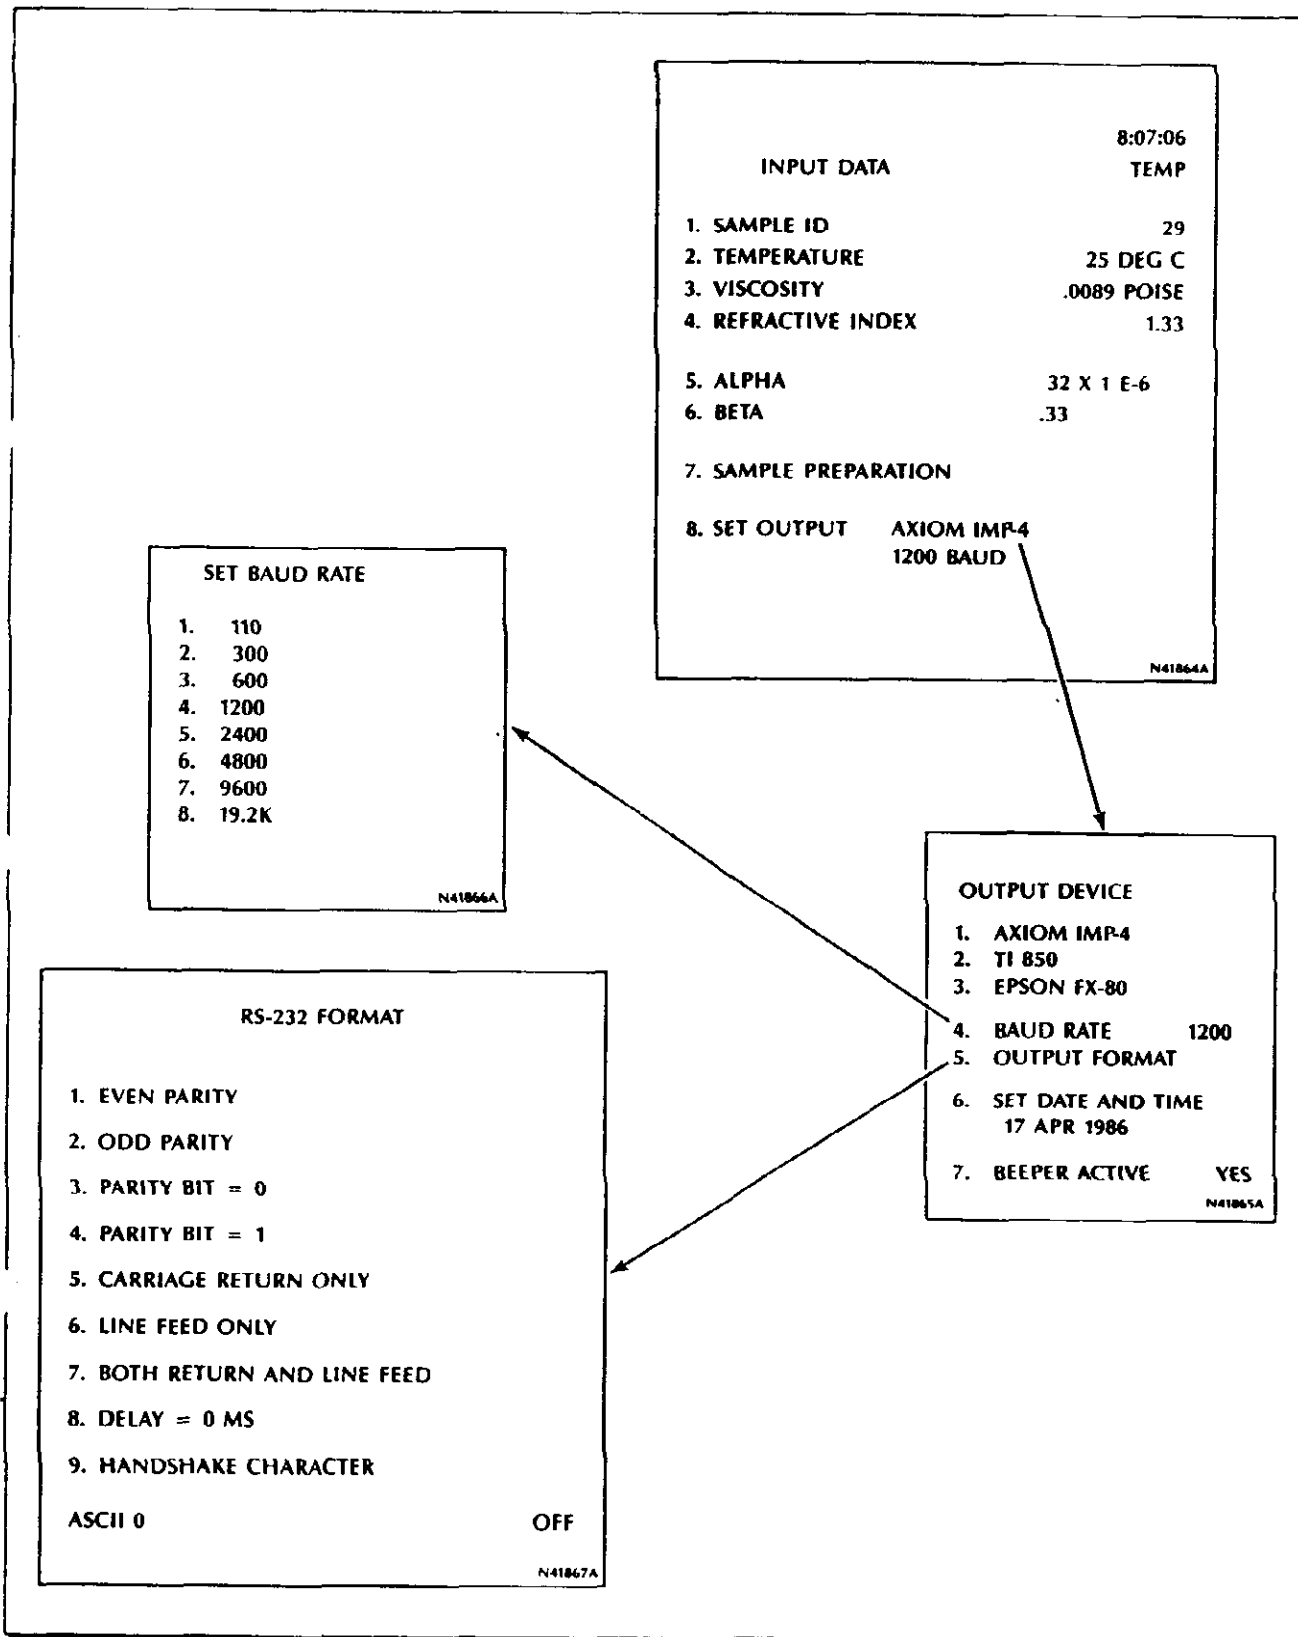 8:07:06
INPUT DATA TEMP
1. SAMPLE ID 29
2. TEMPERATURE 25 DEG C
3. VISCOSITY .0089 POISE
4. REFRACTIVE INDEX 1.33
5. ALPHA 32 X 1 E-6
6. BETA .33
7. SAMPLE PREPARATION
8. SET OUTPUT AXIOM IMP-4
1200 BAUD
N41864A
SET BAUD RATE
1. 110
2. 300
3. 600
4. 1200
5. 2400
6. 4800
7. 9600
8. 19.2K
N41866A
OUTPUT DEVICE
1. AXIOM IMP-4
2. TI 850
3. EPSON FX-80
4. BAUD RATE 1200
5. OUTPUT FORMAT
6. SET DATE AND TIME
17 APR 1986
7. BEEPER ACTIVE YES
N41865A
RS-232 FORMAT
1. EVEN PARITY
2. ODD PARITY
3. PARITY BIT = 0
4. PARITY BIT = 1
5. CARRIAGE RETURN ONLY
6. LINE FEED ONLY
7. BOTH RETURN AND LINE FEED
8. DELAY = 0 MS
9. HANDSHAKE CHARACTER
ASCII 0 OFF
N41867A